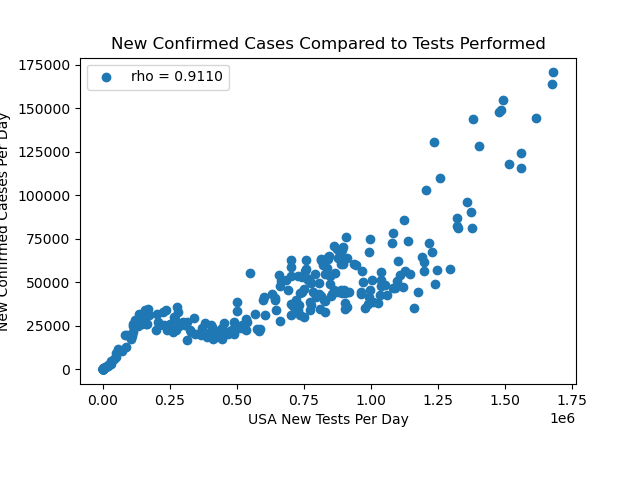 New Confirmed Cases Compared to Tests Performed
rho = 0.9110
175000
150000
125000
100000
75000
50000
25000
0
New Confirmed Caeses Per Day
0.00 0.25 0.50 0.75 1.00 1.25 1.50 1.75
1e6
USA New Tests Per Day